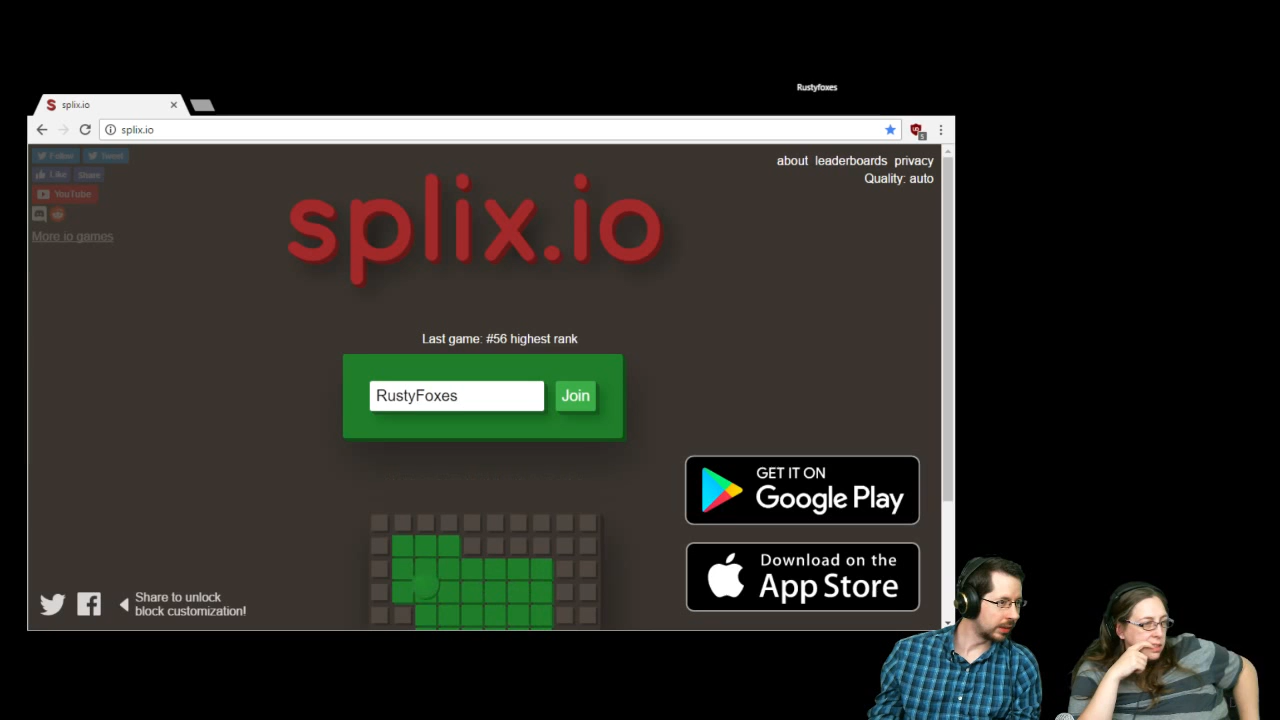 Rustyfoxes
splix.io
splix.io
Follow Tweet
Like Share
YouTube
More io games
about leaderboards privacy
Quality: auto
splix.io
Last game: #56 highest rank
RustyFoxes Join
GET IT ON
Google Play
Download on the
App Store
Share to unlock
block customization!